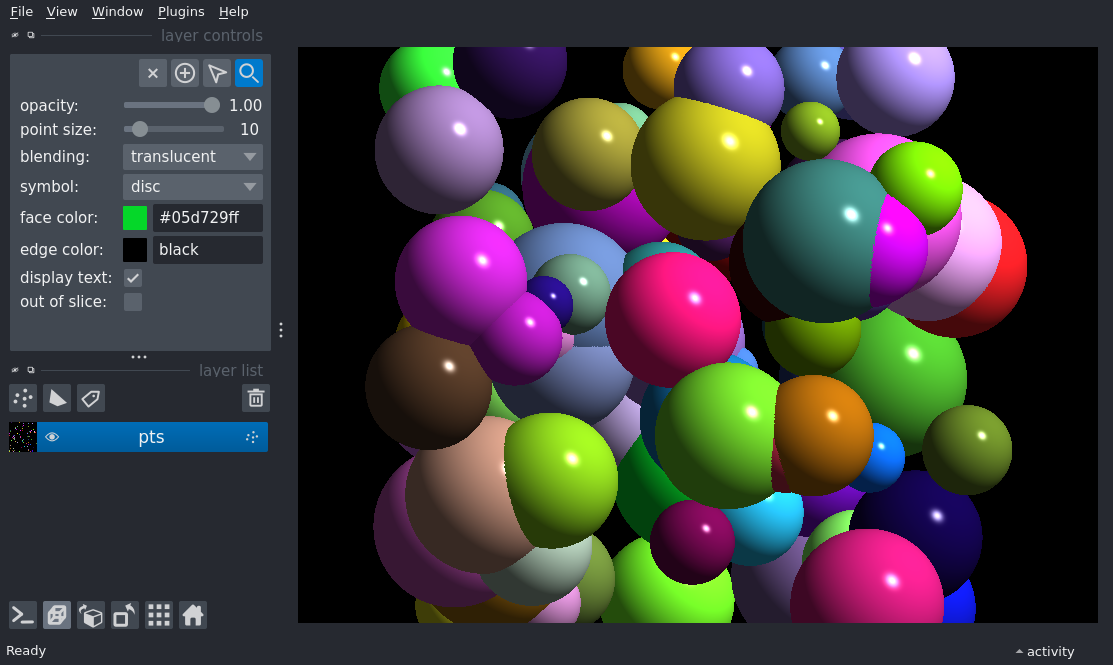 File View Window Plugins Help
layer controls
opacity: 1.00
point size: 10
blending: translucent
symbol: disc
face color: #05d729ff
edge color: black
display text:
out of slice:
layer list
pts
Ready
activity